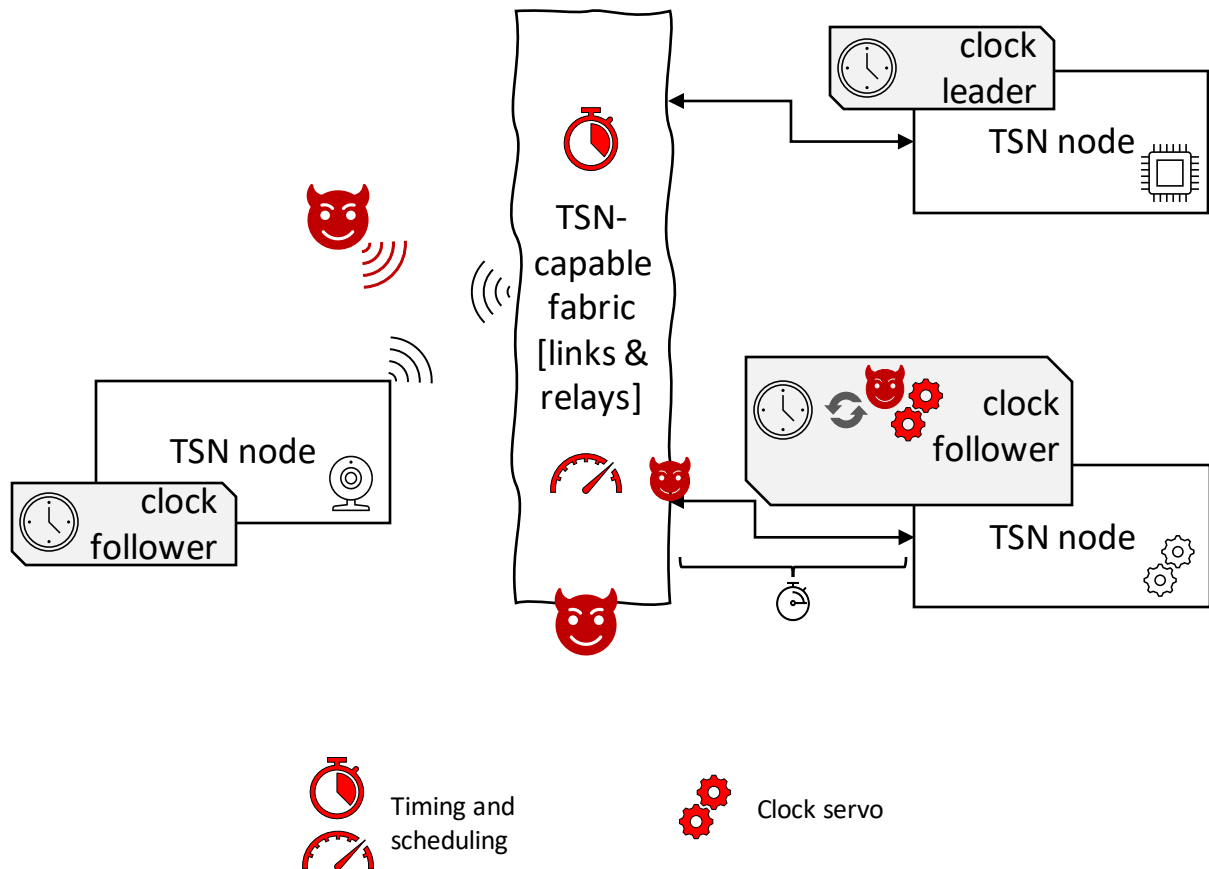 clock
leader
TSN node
TSN-
capable
fabric
[links &
relays]
TSN node
clock
follower
clock
follower
TSN node
Timing and
scheduling
Clock servo